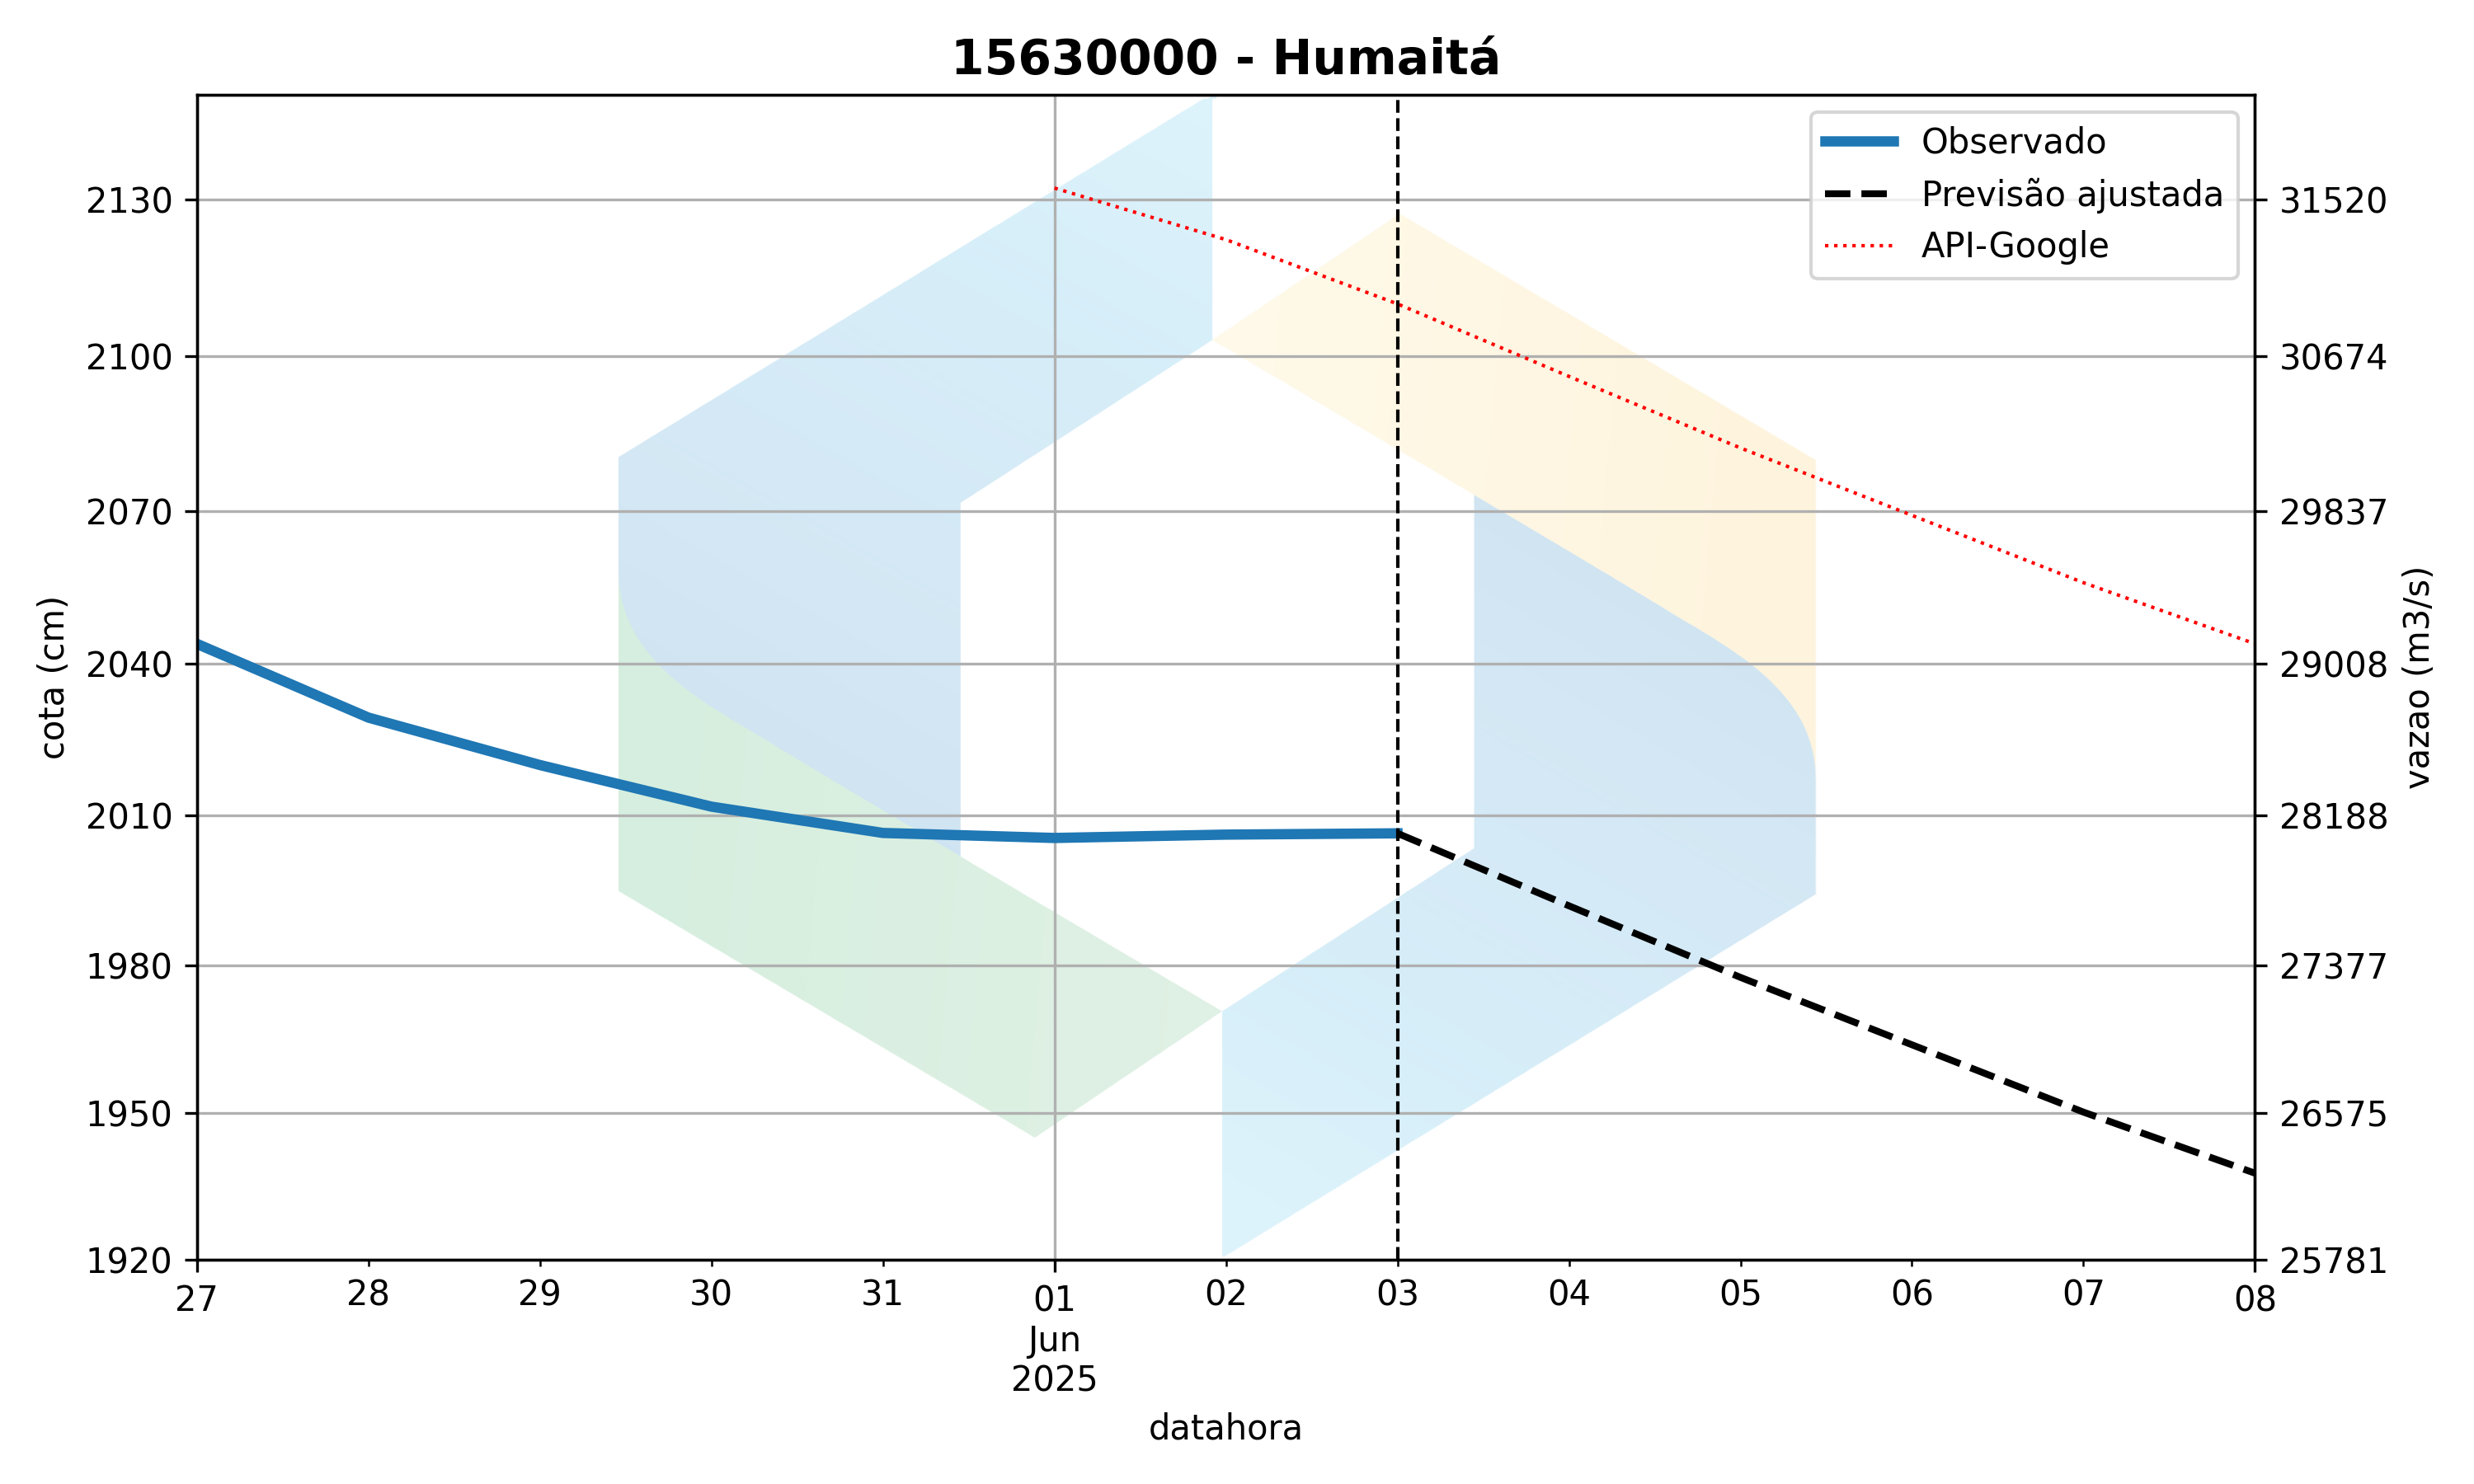 15630000 - Humaitá
Observado
Previsão ajustada
API-Google
2130
2100
2070
2040
2010
1980
1950
1920
cota (cm)
31520
30674
29837
29008
28188
27377
26575
25781
vazao (m3/s)
27 28 29 30 31 01 02 03 04 05 06 07 08
Jun
2025
datahora